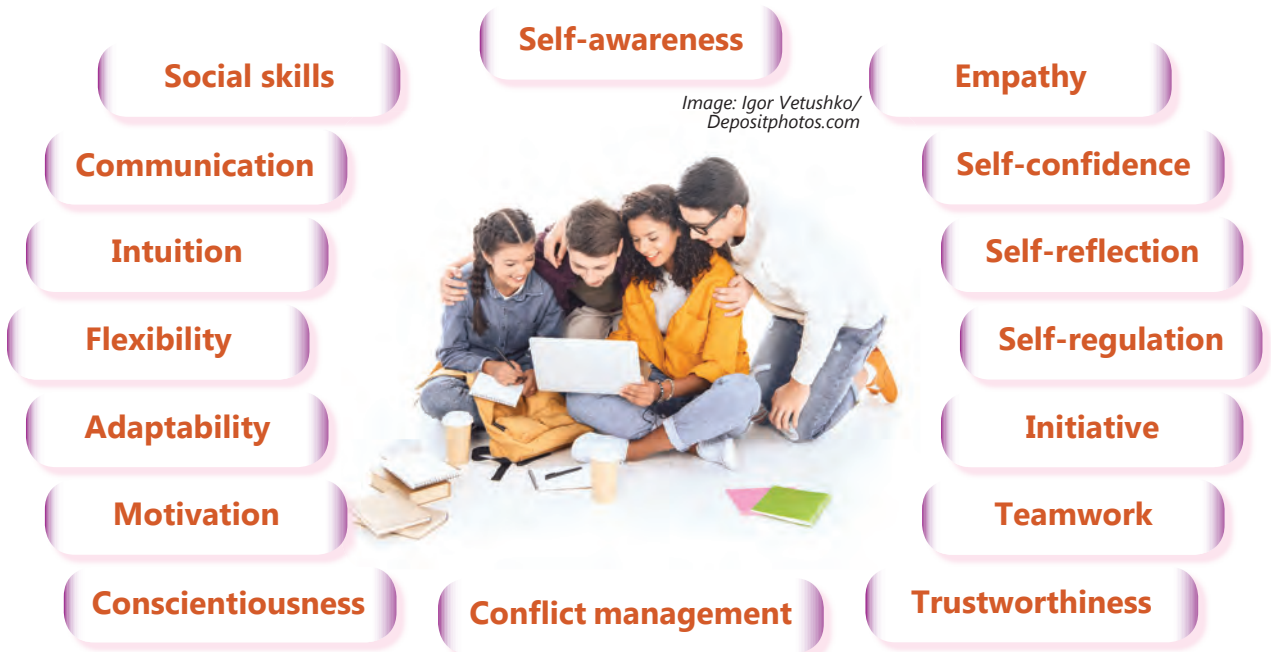 Self-awareness
Social skills
Empathy
Image: Igor Vetushko/
Depositphotos.com
Communication
Self-confidence
Intuition
Self-reflection
Flexibility
Self-regulation
Adaptability
Initiative
Motivation
Teamwork
Conscientiousness
Conflict management
Trustworthiness